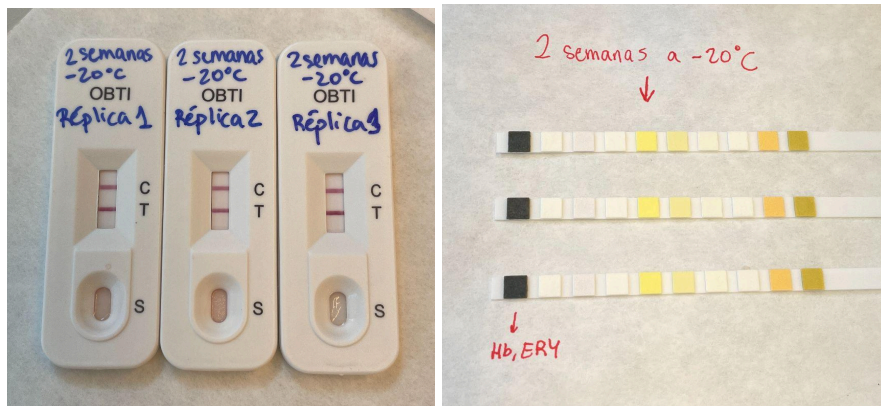 2 semanas
-20°C
OBTI
Réplica 1
C
T
S
2 semanas
-20°C
OBTI
Réplica 2
C
T
S
2 semanas
-20°C
OBTI
Réplica 3
C
T
S
2 semanas a -20°C
Hb, ERY